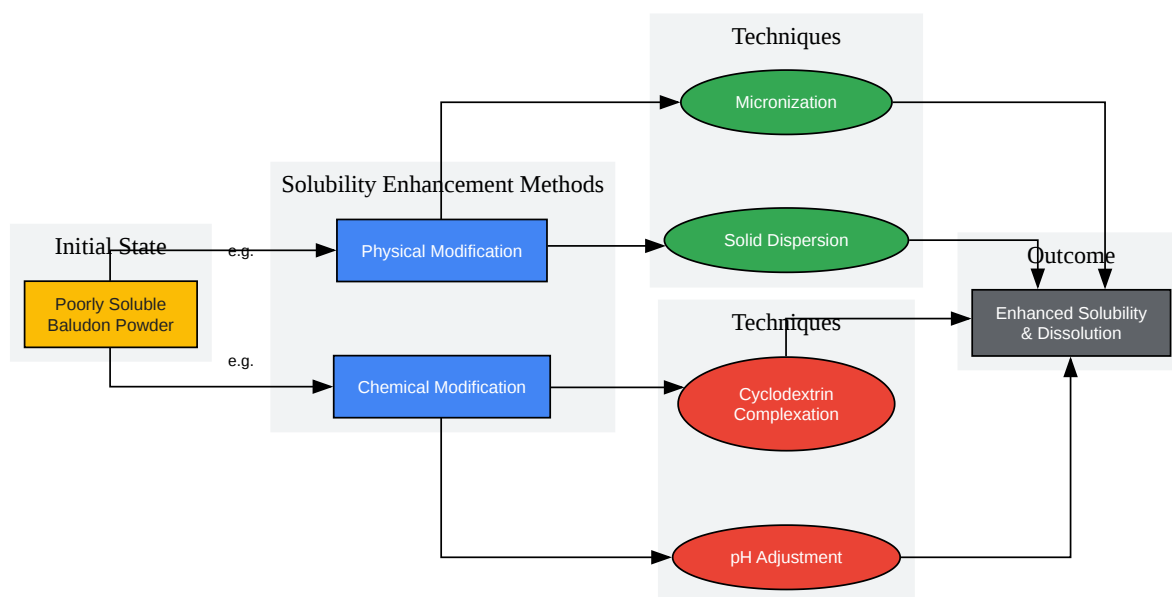 Techniques
Micronization
Solubility Enhancement Methods
Solid Dispersion
Initial State
e.g.
Physical Modification
Outcome
Poorly Soluble
Baludon Powder
Enhanced Solubility
& Dissolution
Techniques
e.g.
Chemical Modification
Cyclodextrin
Complexation
pH Adjustment